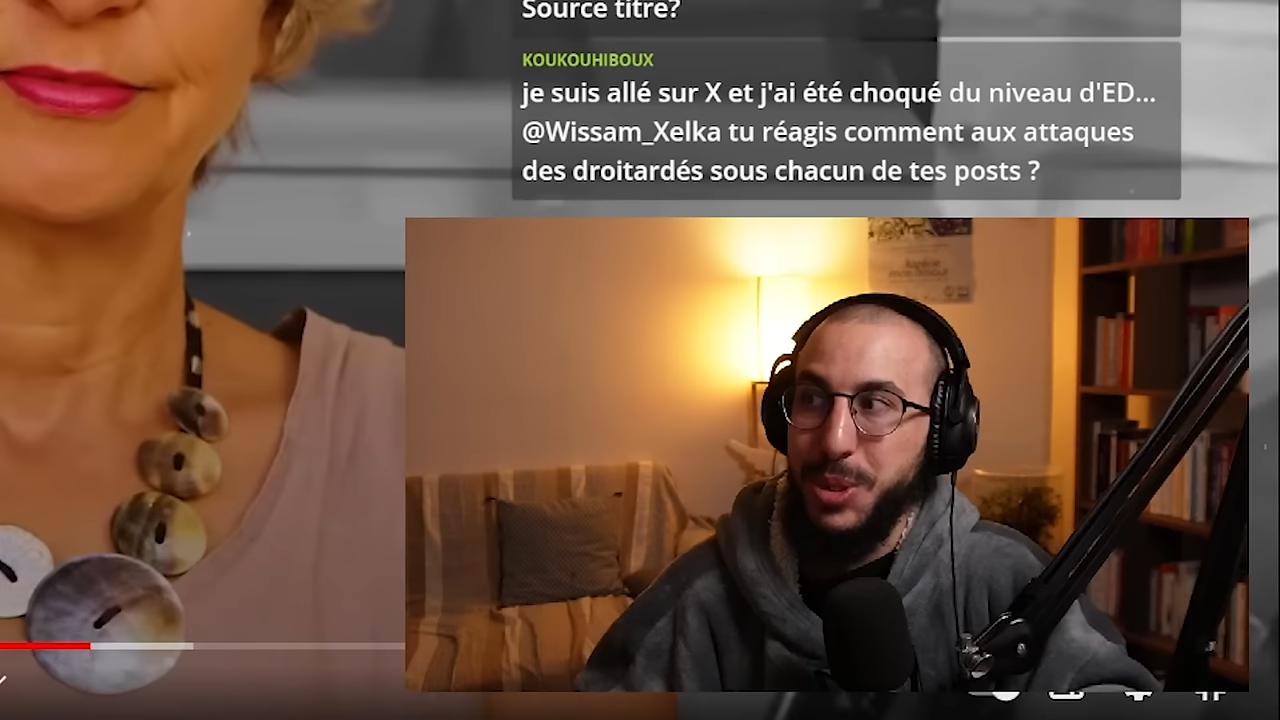 Source titre?
KOUKOUHIBOUX
je suis allé sur X et j'ai été choqué du niveau d'ED...
@Wissam_Xelka tu réagis comment aux attaques
des droitardés sous chacun de tes posts ?